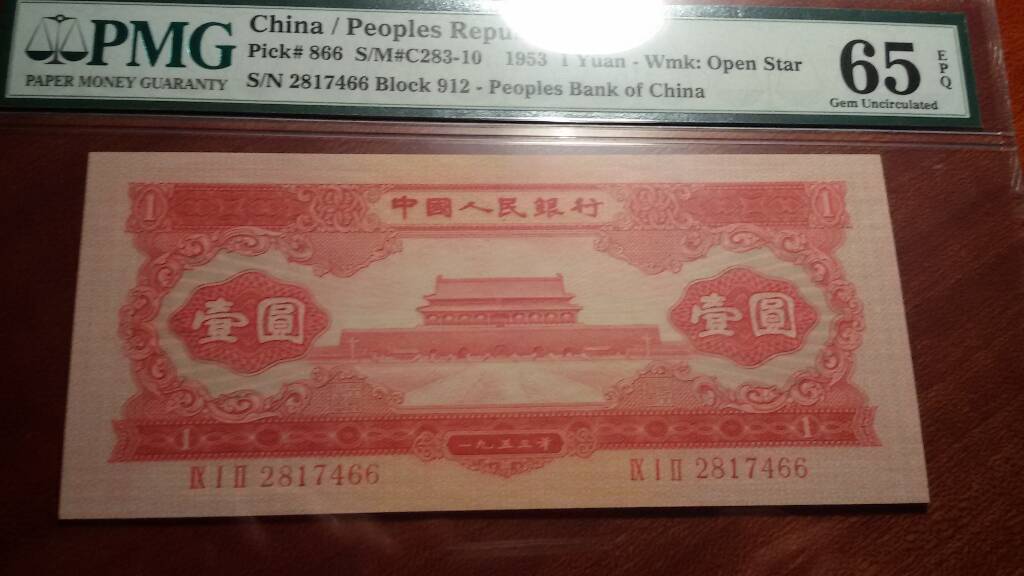 PMG
PAPER MONEY GUARANTY
China / Peoples
Pick# 866 S/M#C283-10 1953 1 Yuan - Wmk: Open Star
S/N 2817466 Block 912 - Peoples Bank of China
65
EPQ
Gem Uncirculated
1 中國人民銀行 1
壹圓 壹圓
1 一九五三年 1
IX I II 2817466 IX I II 2817466